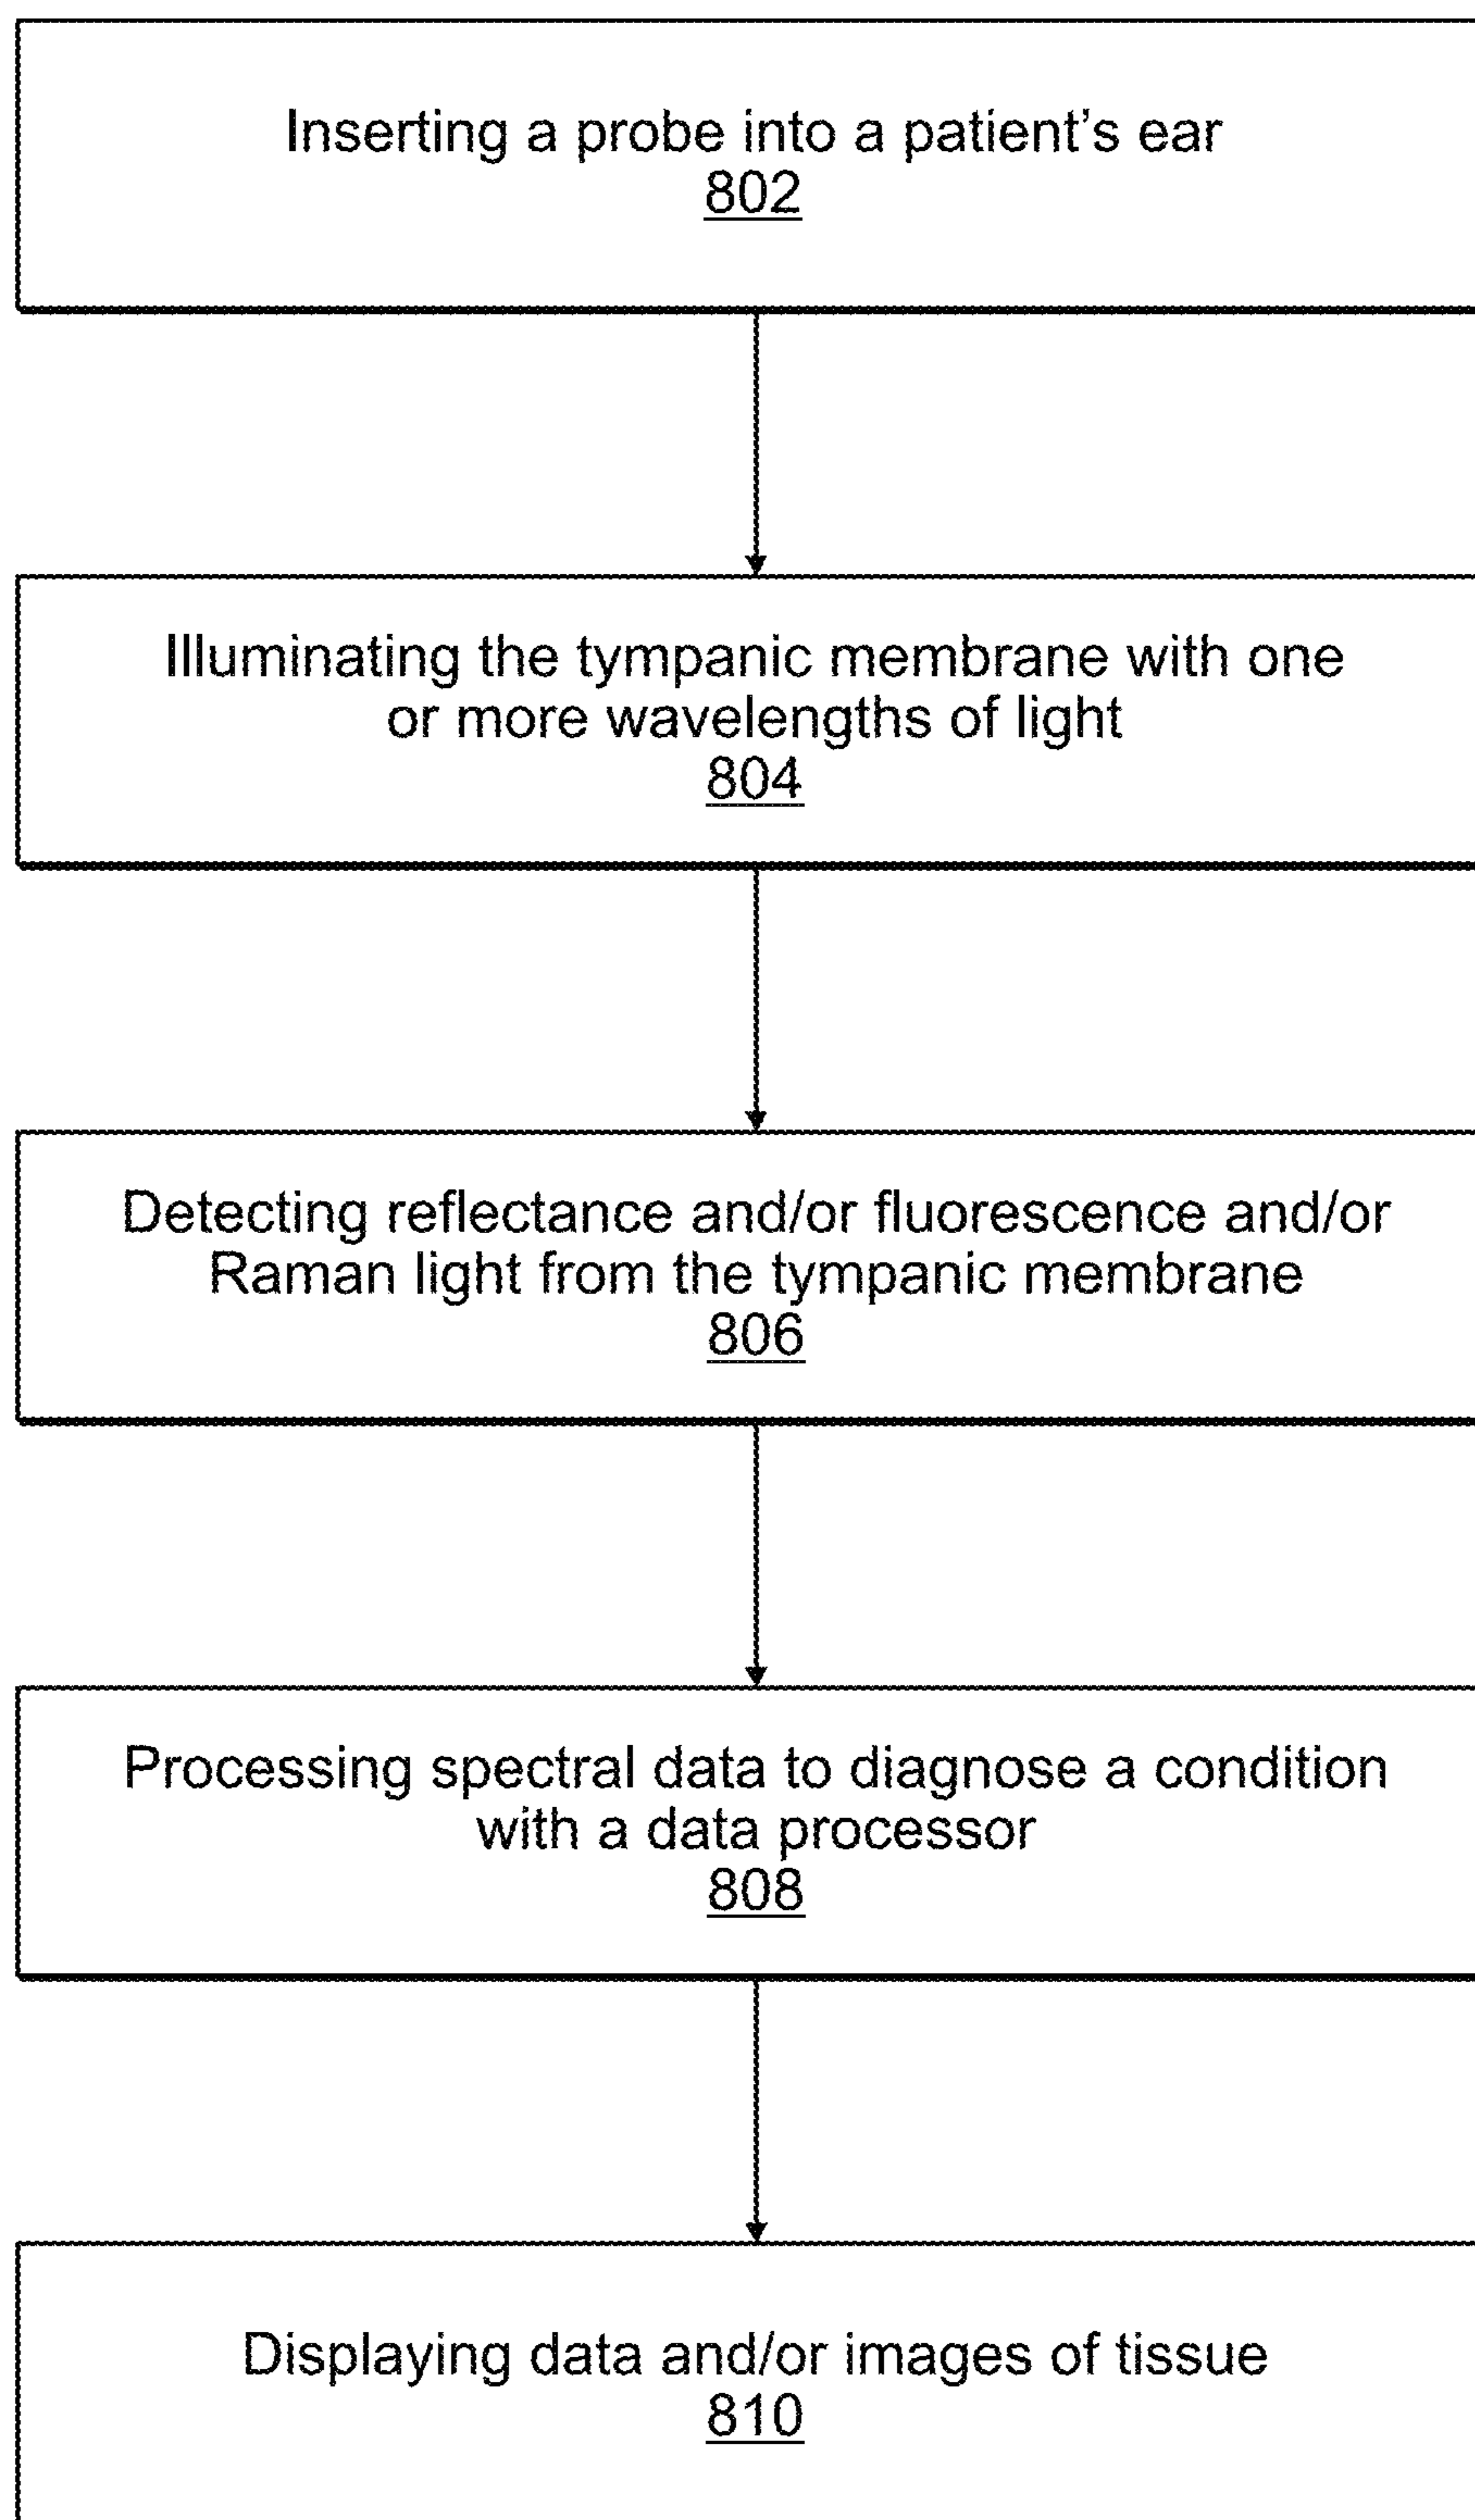 Inserting a probe into a patient's ear
802
Illuminating the tympanic membrane with one
or more wavelengths of light
804
Detecting reflectance and/or fluorescence and/or
Raman light from the tympanic membrane
806
Processing spectral data to diagnose a condition
with a data processor
808
Displaying data and/or images of tissue
810